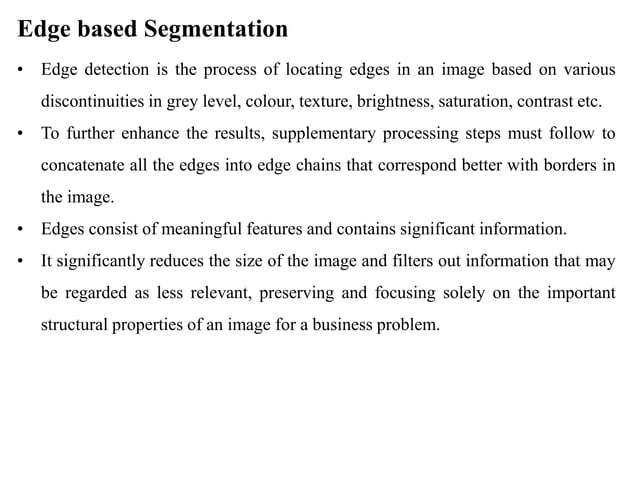 Edge based Segmentation
• Edge detection is the process of locating edges in an image based on various
discontinuities in grey level, colour, texture, brightness, saturation, contrast etc.
• To further enhance the results, supplementary processing steps must follow to
concatenate all the edges into edge chains that correspond better with borders in
the image.
• Edges consist of meaningful features and contains significant information.
• It significantly reduces the size of the image and filters out information that may
be regarded as less relevant, preserving and focusing solely on the important
structural properties of an image for a business problem.